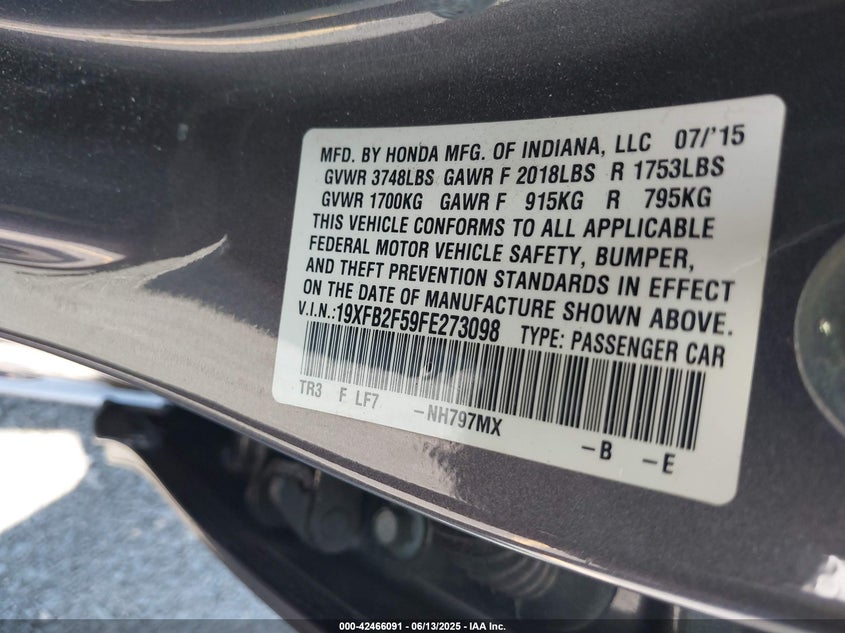 MFD. BY HONDA MFG. OF INDIANA, LLC 07/'15
GVWR 3748LBS GAWR F 2018LBS R 1753LBS
GVWR 1700KG GAWR F 915KG R 795KG
THIS VEHICLE CONFORMS TO ALL APPLICABLE
FEDERAL MOTOR VEHICLE SAFETY, BUMPER,
AND THEFT PREVENTION STANDARDS IN EFFECT
ON THE DATE OF MANUFACTURE SHOWN ABOVE.
V.I.N.:19XFB2F59FE273098 TYPE: PASSENGER CAR
TR3 F LF7 -NH797MX -B -E
000-42466091 - 06/13/2025 - IAA Inc.